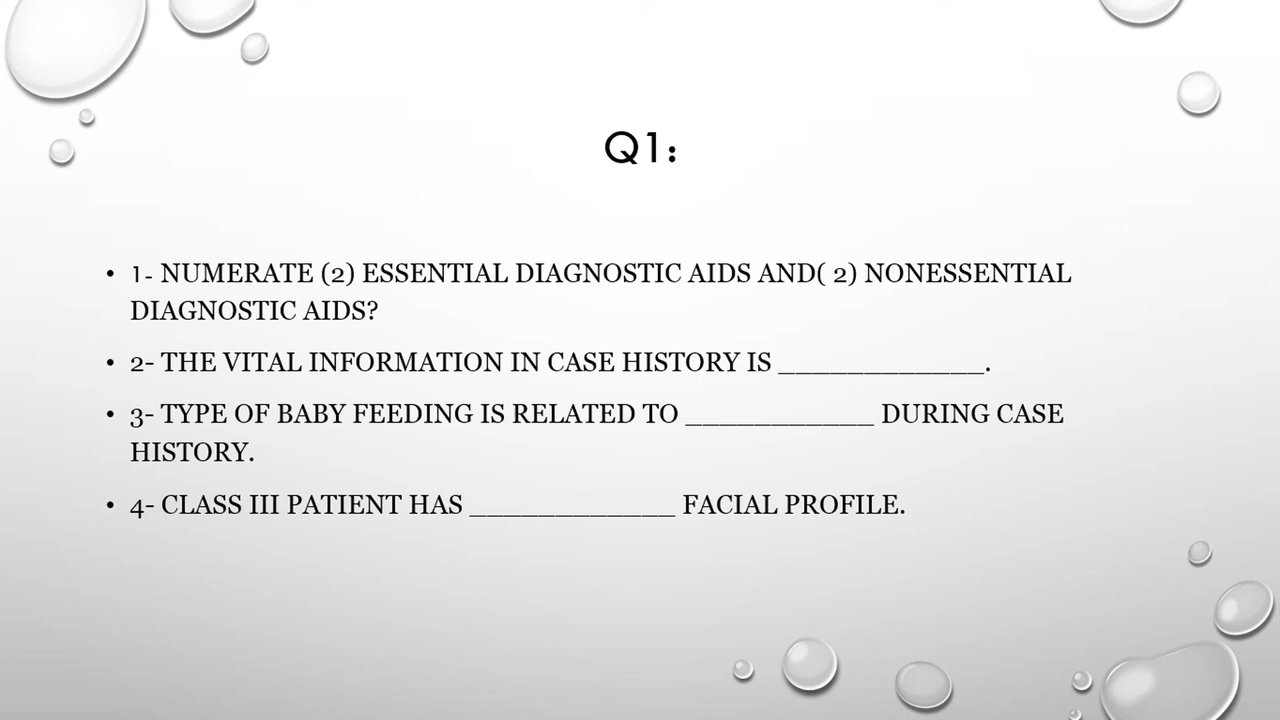 Q1:
• 1- NUMERATE (2) ESSENTIAL DIAGNOSTIC AIDS AND( 2) NONESSENTIAL
DIAGNOSTIC AIDS?
• 2- THE VITAL INFORMATION IN CASE HISTORY IS ____________.
• 3- TYPE OF BABY FEEDING IS RELATED TO ___________ DURING CASE
HISTORY.
• 4- CLASS III PATIENT HAS ____________ FACIAL PROFILE.